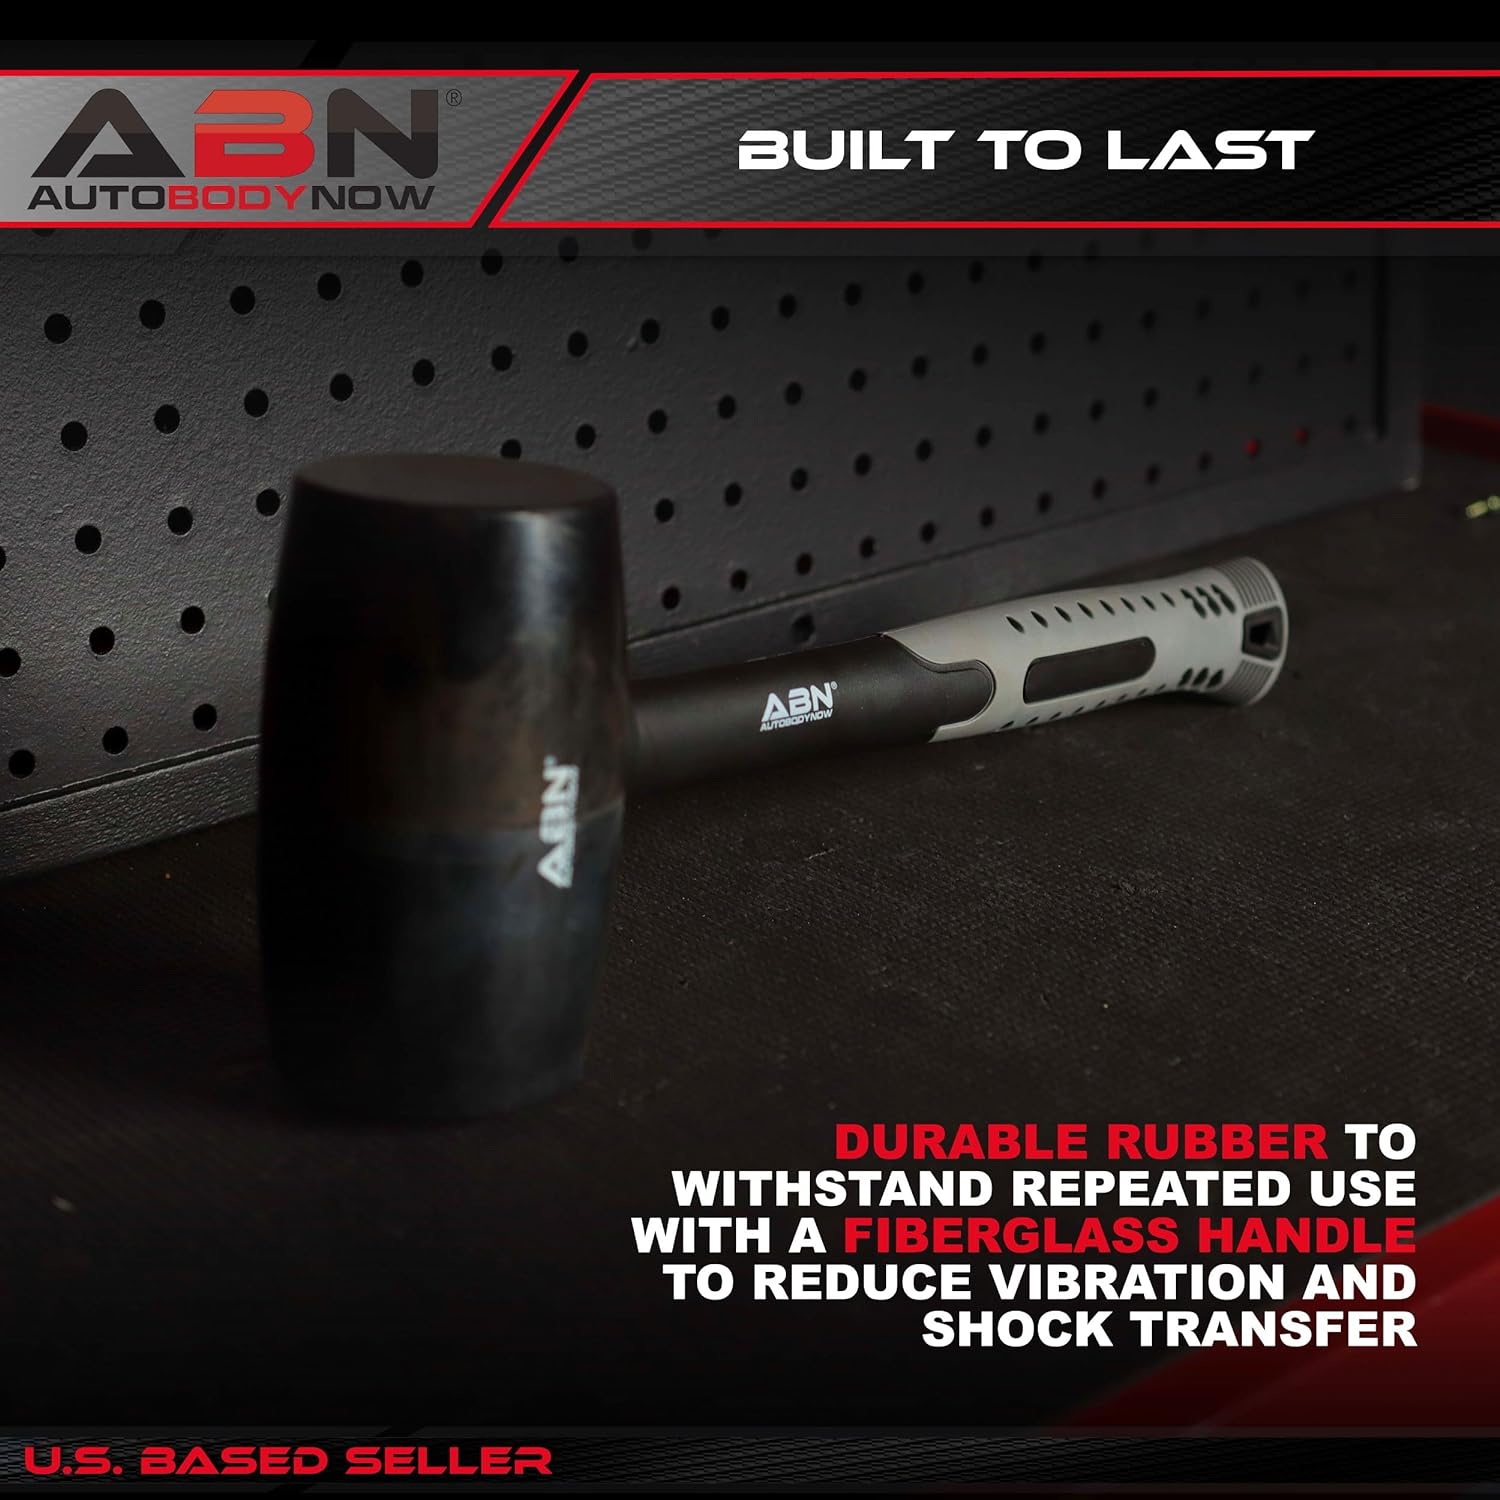 ABN®
AUTOBODYNOW
BUILT TO LAST
ABN®
AUTOBODYNOW
ABN
DURABLE RUBBER TO
WITHSTAND REPEATED USE
WITH A FIBERGLASS HANDLE
TO REDUCE VIBRATION AND
SHOCK TRANSFER
U.S. BASED SELLER